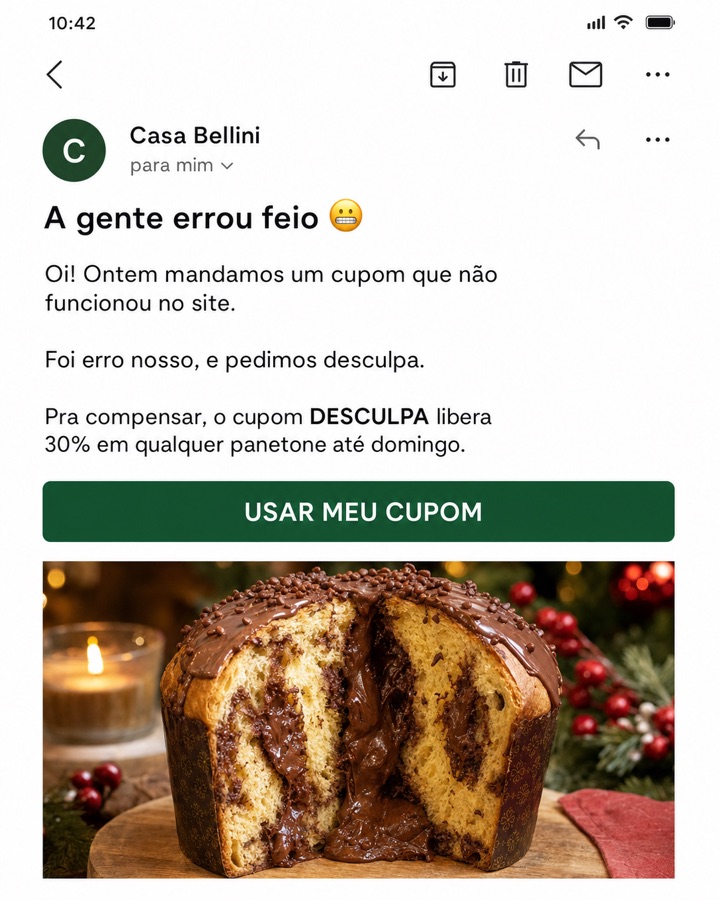 10:42
C
Casa Bellini
para mim
A gente errou feio 😬
Oi! Ontem mandamos um cupom que não
funcionou no site.
Foi erro nosso, e pedimos desculpa.
Pra compensar, o cupom DESCULPA libera
30% em qualquer panetone até domingo.
USAR MEU CUPOM